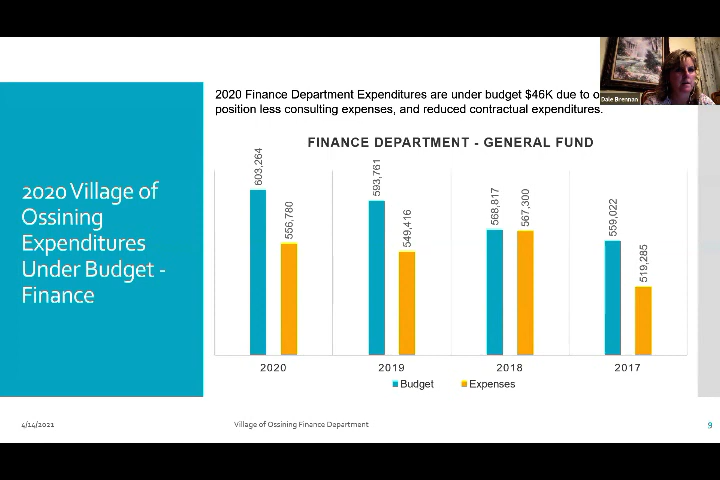 2020 Finance Department Expenditures are under budget $46K due to o
Dale Brennan
position less consulting expenses, and reduced contractual expenditures.
FINANCE DEPARTMENT - GENERAL FUND
2020 Village of
Ossining
Expenditures
Under Budget -
Finance
603,264
556,780
593,761
549,416
568,817
567,300
559,022
519,285
2020 2019 2018 2017
Budget Expenses
4/14/2021 Village of Ossining Finance Department 9